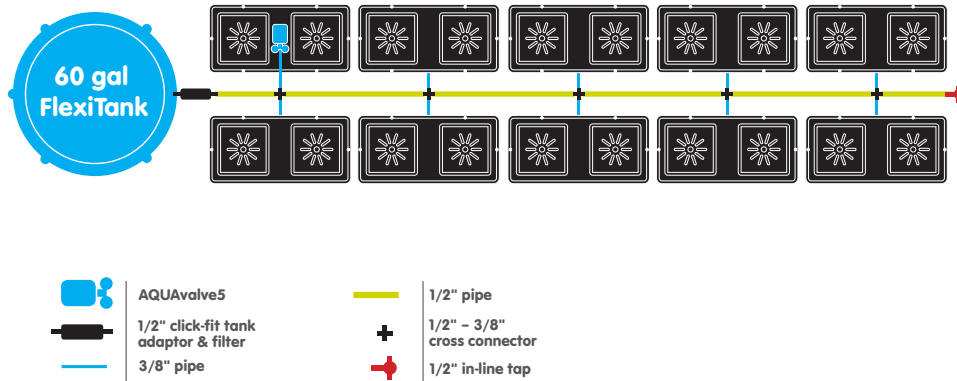 60 gal
FlexiTank
AQUAvalve5
1/2" click-fit tank
adaptor & filter
3/8" pipe
1/2" pipe
1/2" – 3/8"
cross connector
1/2" in-line tap